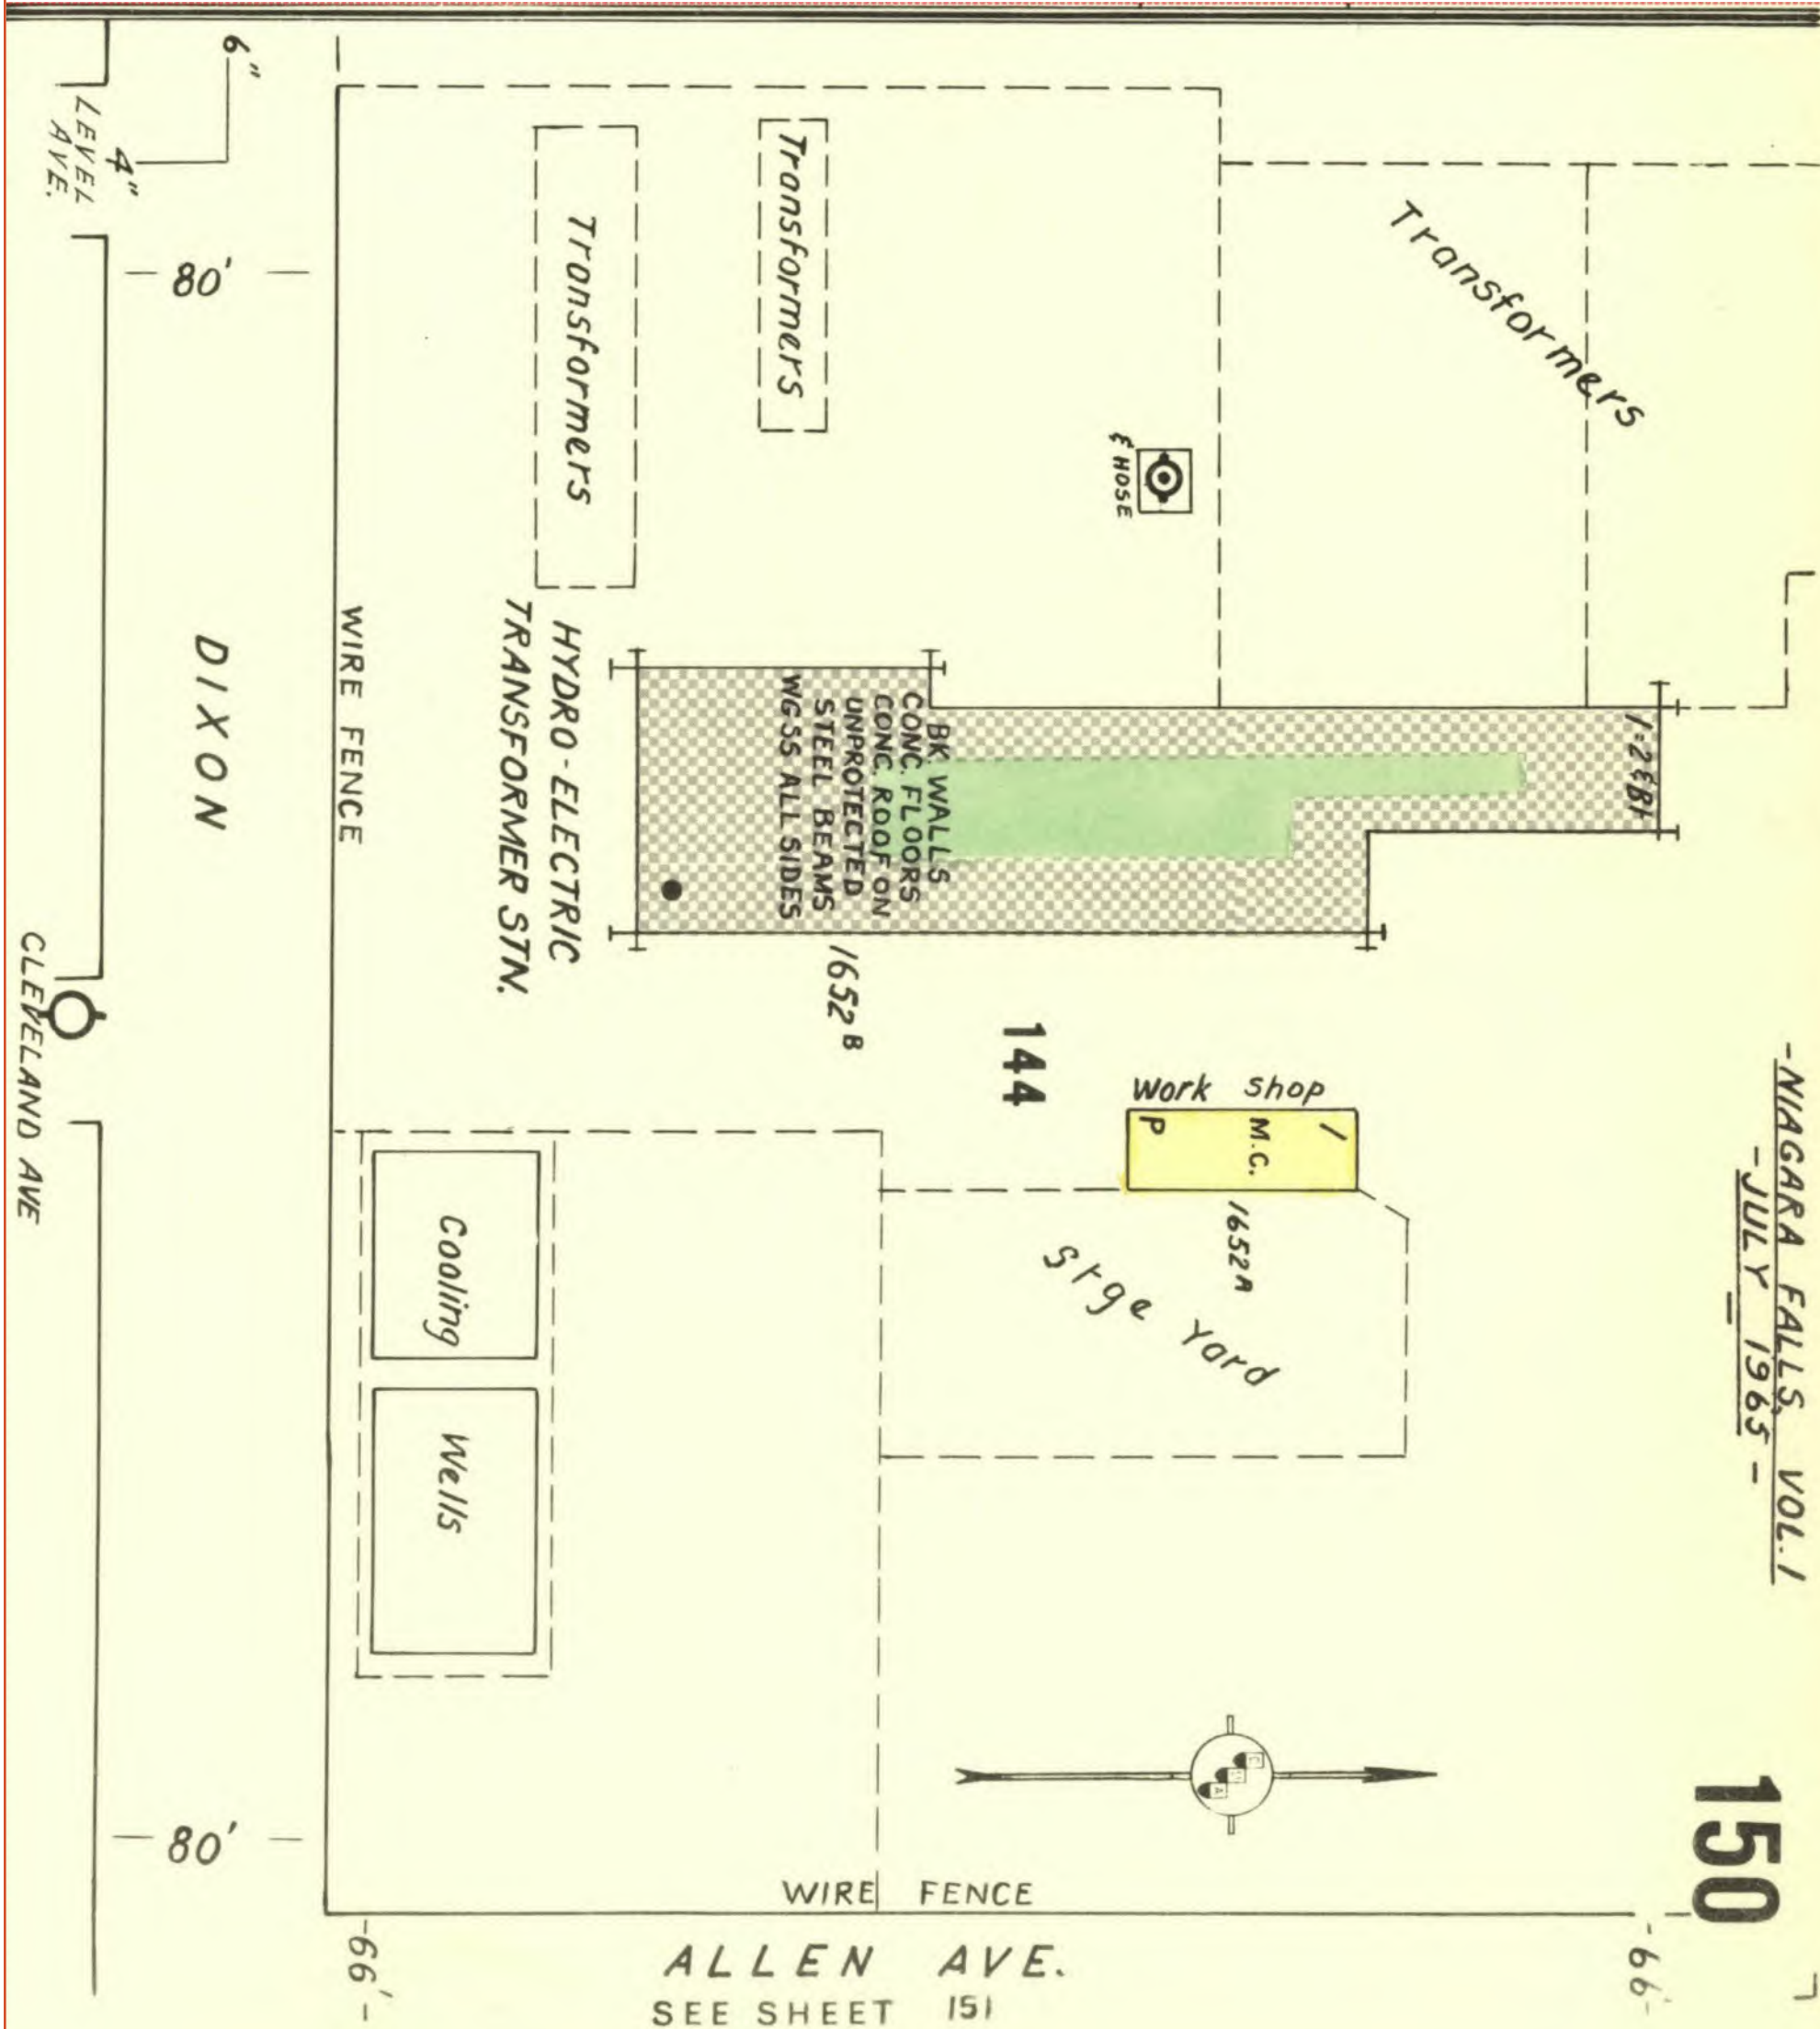 -NIAGARA FALLS, VOL. 1
-JULY 1965-
150
6"
4"
LEVEL
AVE.
80'
DIXON
CLEVELAND AVE
80'
WIRE FENCE
Transformers
Transformers
Transformers
& HOSE
HYDRO-ELECTRIC
TRANSFORMER STN.
1=2&B1
BK. WALLS
CONC. FLOORS
CONC. ROOF ON
UNPROTECTED
STEEL BEAMS
WGSS ALL SIDES
1652B
144
Work Shop
1
M.C.
P
1652A
Stge Yard
Cooling
Wells
WIRE FENCE
66'
ALLEN AVE.
66'
SEE SHEET 151